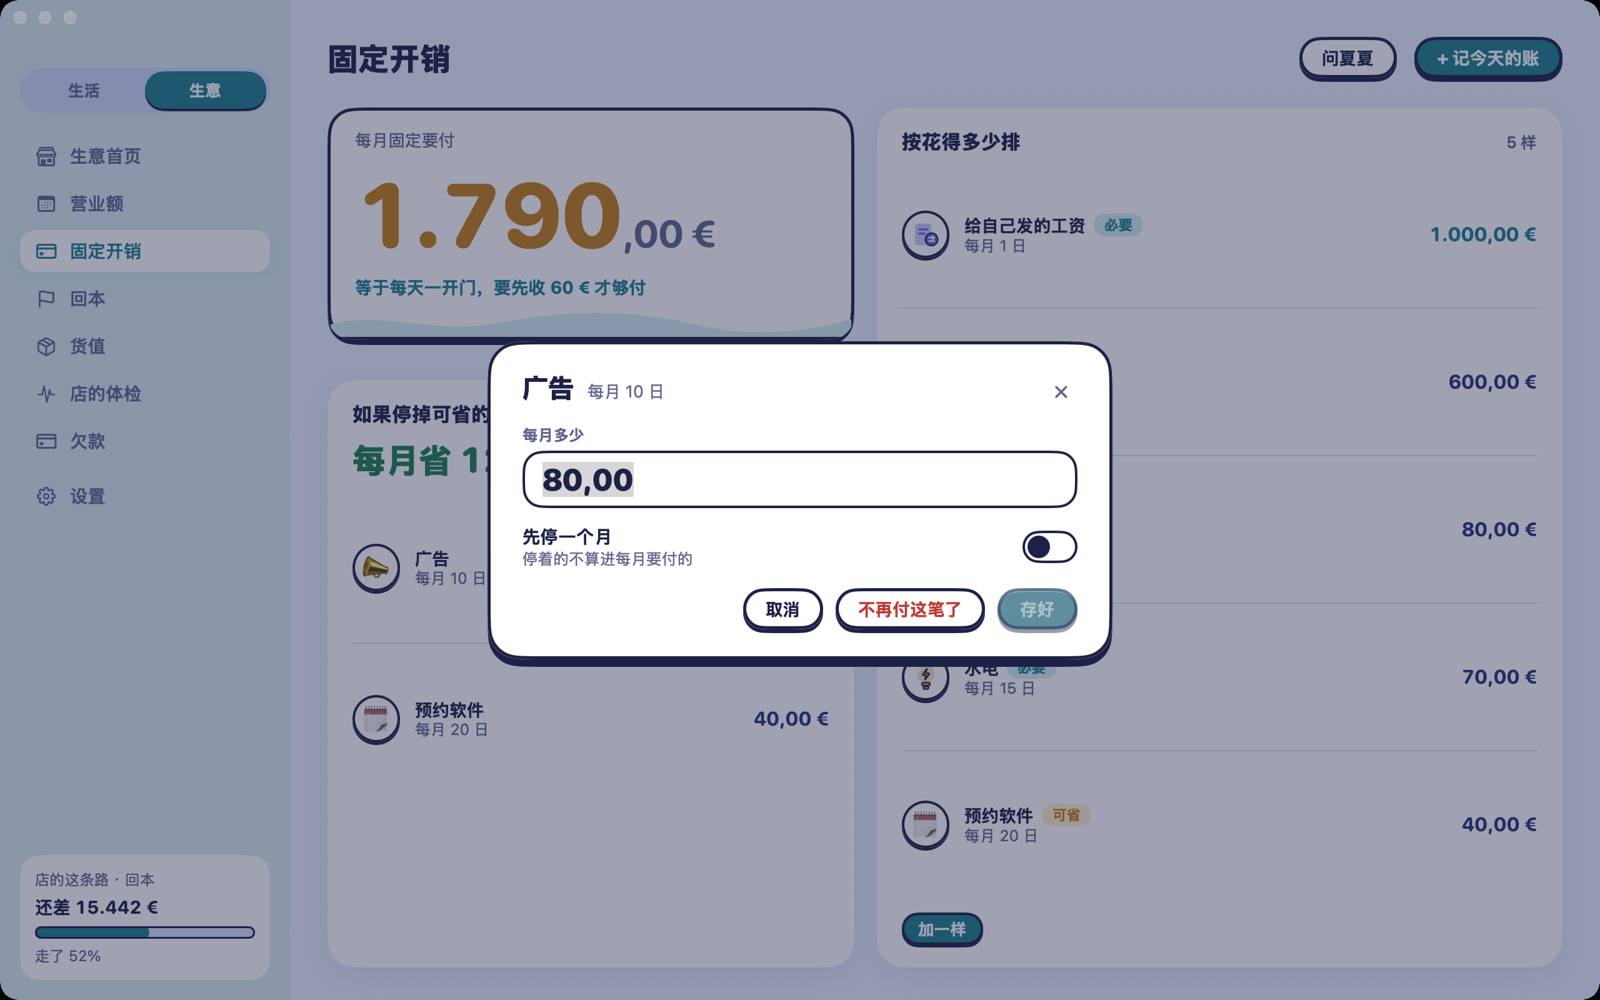 生活
生意
生意首页
营业额
固定开销
回本
货值
店的体检
欠款
设置
店的这条路 · 回本
还差 15.442 €
走了 52%
固定开销
问夏夏
+ 记今天的账
每月固定要付
1.790,00 €
等于每天一开门，要先收 60 € 才够付
如果停掉可省的
每月省
广告
每月 10 日
预约软件
每月 20 日
40,00 €
按花得多少排
5 样
给自己发的工资 必要
每月 1 日
1.000,00 €
600,00 €
80,00 €
水电 必要
每月 15 日
70,00 €
预约软件 可省
每月 20 日
40,00 €
加一样
广告 每月 10 日
×
每月多少
80,00
先停一个月
停着的不算进每月要付的
取消
不再付这笔了
存好